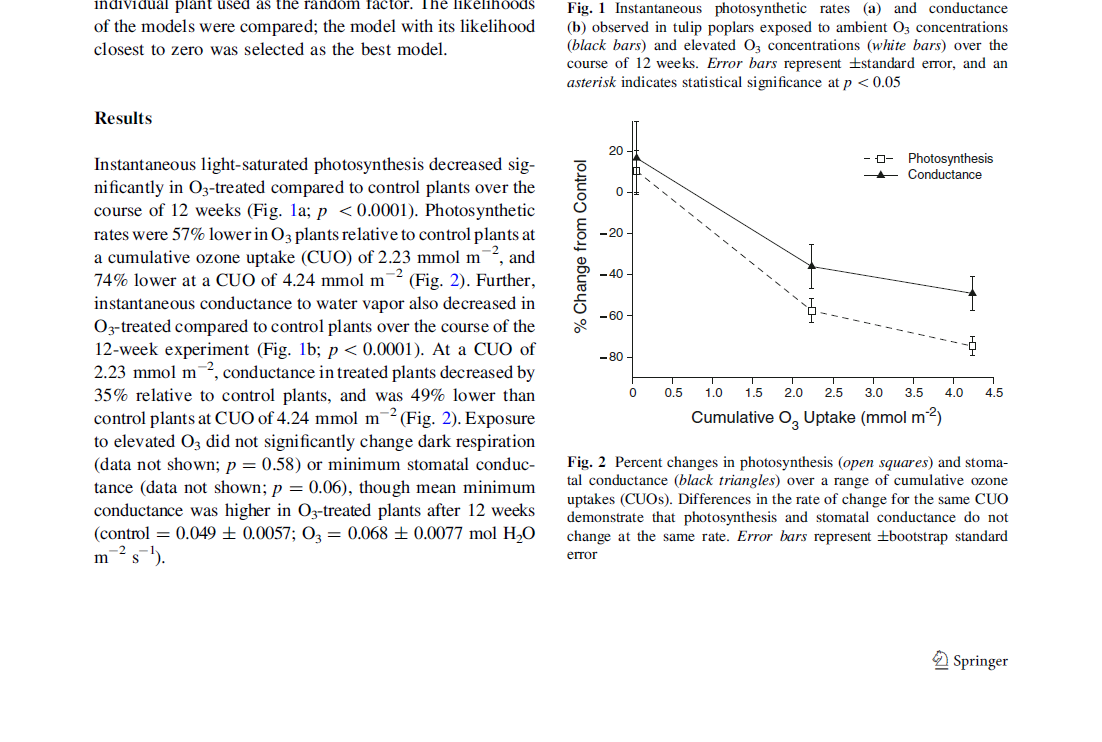 individual plant used as the random factor. The likelihoods
of the models were compared; the model with its likelihood
closest to zero was selected as the best model.
Results
Instantaneous light-saturated photosynthesis decreased sig-
nificantly in O3-treated compared to control plants over the
course of 12 weeks (Fig. 1a; p < 0.0001). Photosynthetic
rates were 57% lower in O3 plants relative to control plants at
a cumulative ozone uptake (CUO) of 2.23 mmol m−2, and
74% lower at a CUO of 4.24 mmol m−2 (Fig. 2). Further,
instantaneous conductance to water vapor also decreased in
O3-treated compared to control plants over the course of the
12-week experiment (Fig. 1b; p < 0.0001). At a CUO of
2.23 mmol m−2, conductance in treated plants decreased by
35% relative to control plants, and was 49% lower than
control plants at CUO of 4.24 mmol m−2 (Fig. 2). Exposure
to elevated O3 did not significantly change dark respiration
(data not shown; p = 0.58) or minimum stomatal conduc-
tance (data not shown; p = 0.06), though mean minimum
conductance was higher in O3-treated plants after 12 weeks
(control = 0.049 ± 0.0057; O3 = 0.068 ± 0.0077 mol H2O
m−2 s−1).
Fig. 1 Instantaneous photosynthetic rates (a) and conductance
(b) observed in tulip poplars exposed to ambient O3 concentrations
(black bars) and elevated O3 concentrations (white bars) over the
course of 12 weeks. Error bars represent ±standard error, and an
asterisk indicates statistical significance at p < 0.05
% Change from Control
20
0
−20
−40
−60
−80
Photosynthesis
Conductance
0 0.5 1.0 1.5 2.0 2.5 3.0 3.5 4.0 4.5
Cumulative O3 Uptake (mmol m-2)
Fig. 2 Percent changes in photosynthesis (open squares) and stoma-
tal conductance (black triangles) over a range of cumulative ozone
uptakes (CUOs). Differences in the rate of change for the same CUO
demonstrate that photosynthesis and stomatal conductance do not
change at the same rate. Error bars represent ±bootstrap standard
error
Springer